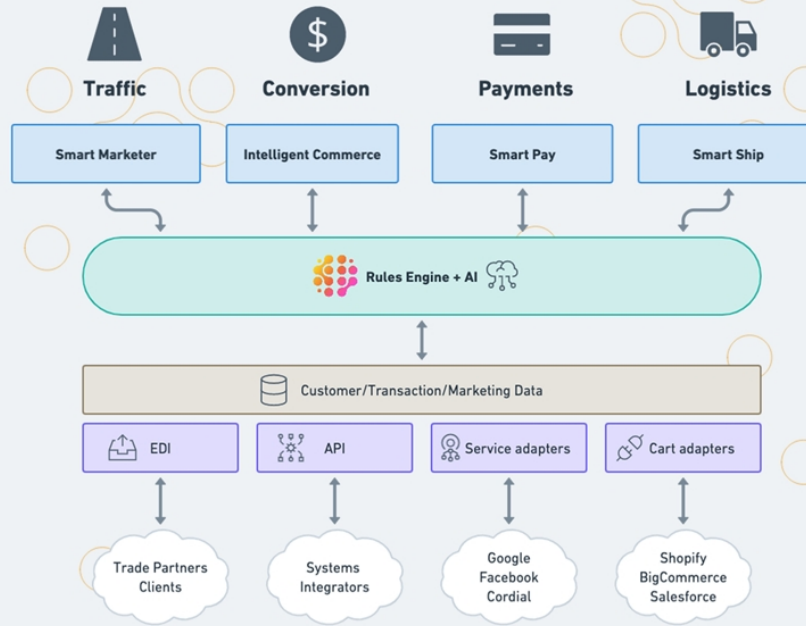 Traffic
Conversion
Payments
Logistics
Smart Marketer
Intelligent Commerce
Smart Pay
Smart Ship
Rules Engine + AI
Customer/Transaction/Marketing Data
EDI
API
Service adapters
Cart adapters
Trade Partners
Clients
Systems
Integrators
Google
Facebook
Cordial
Shopify
BigCommerce
Salesforce